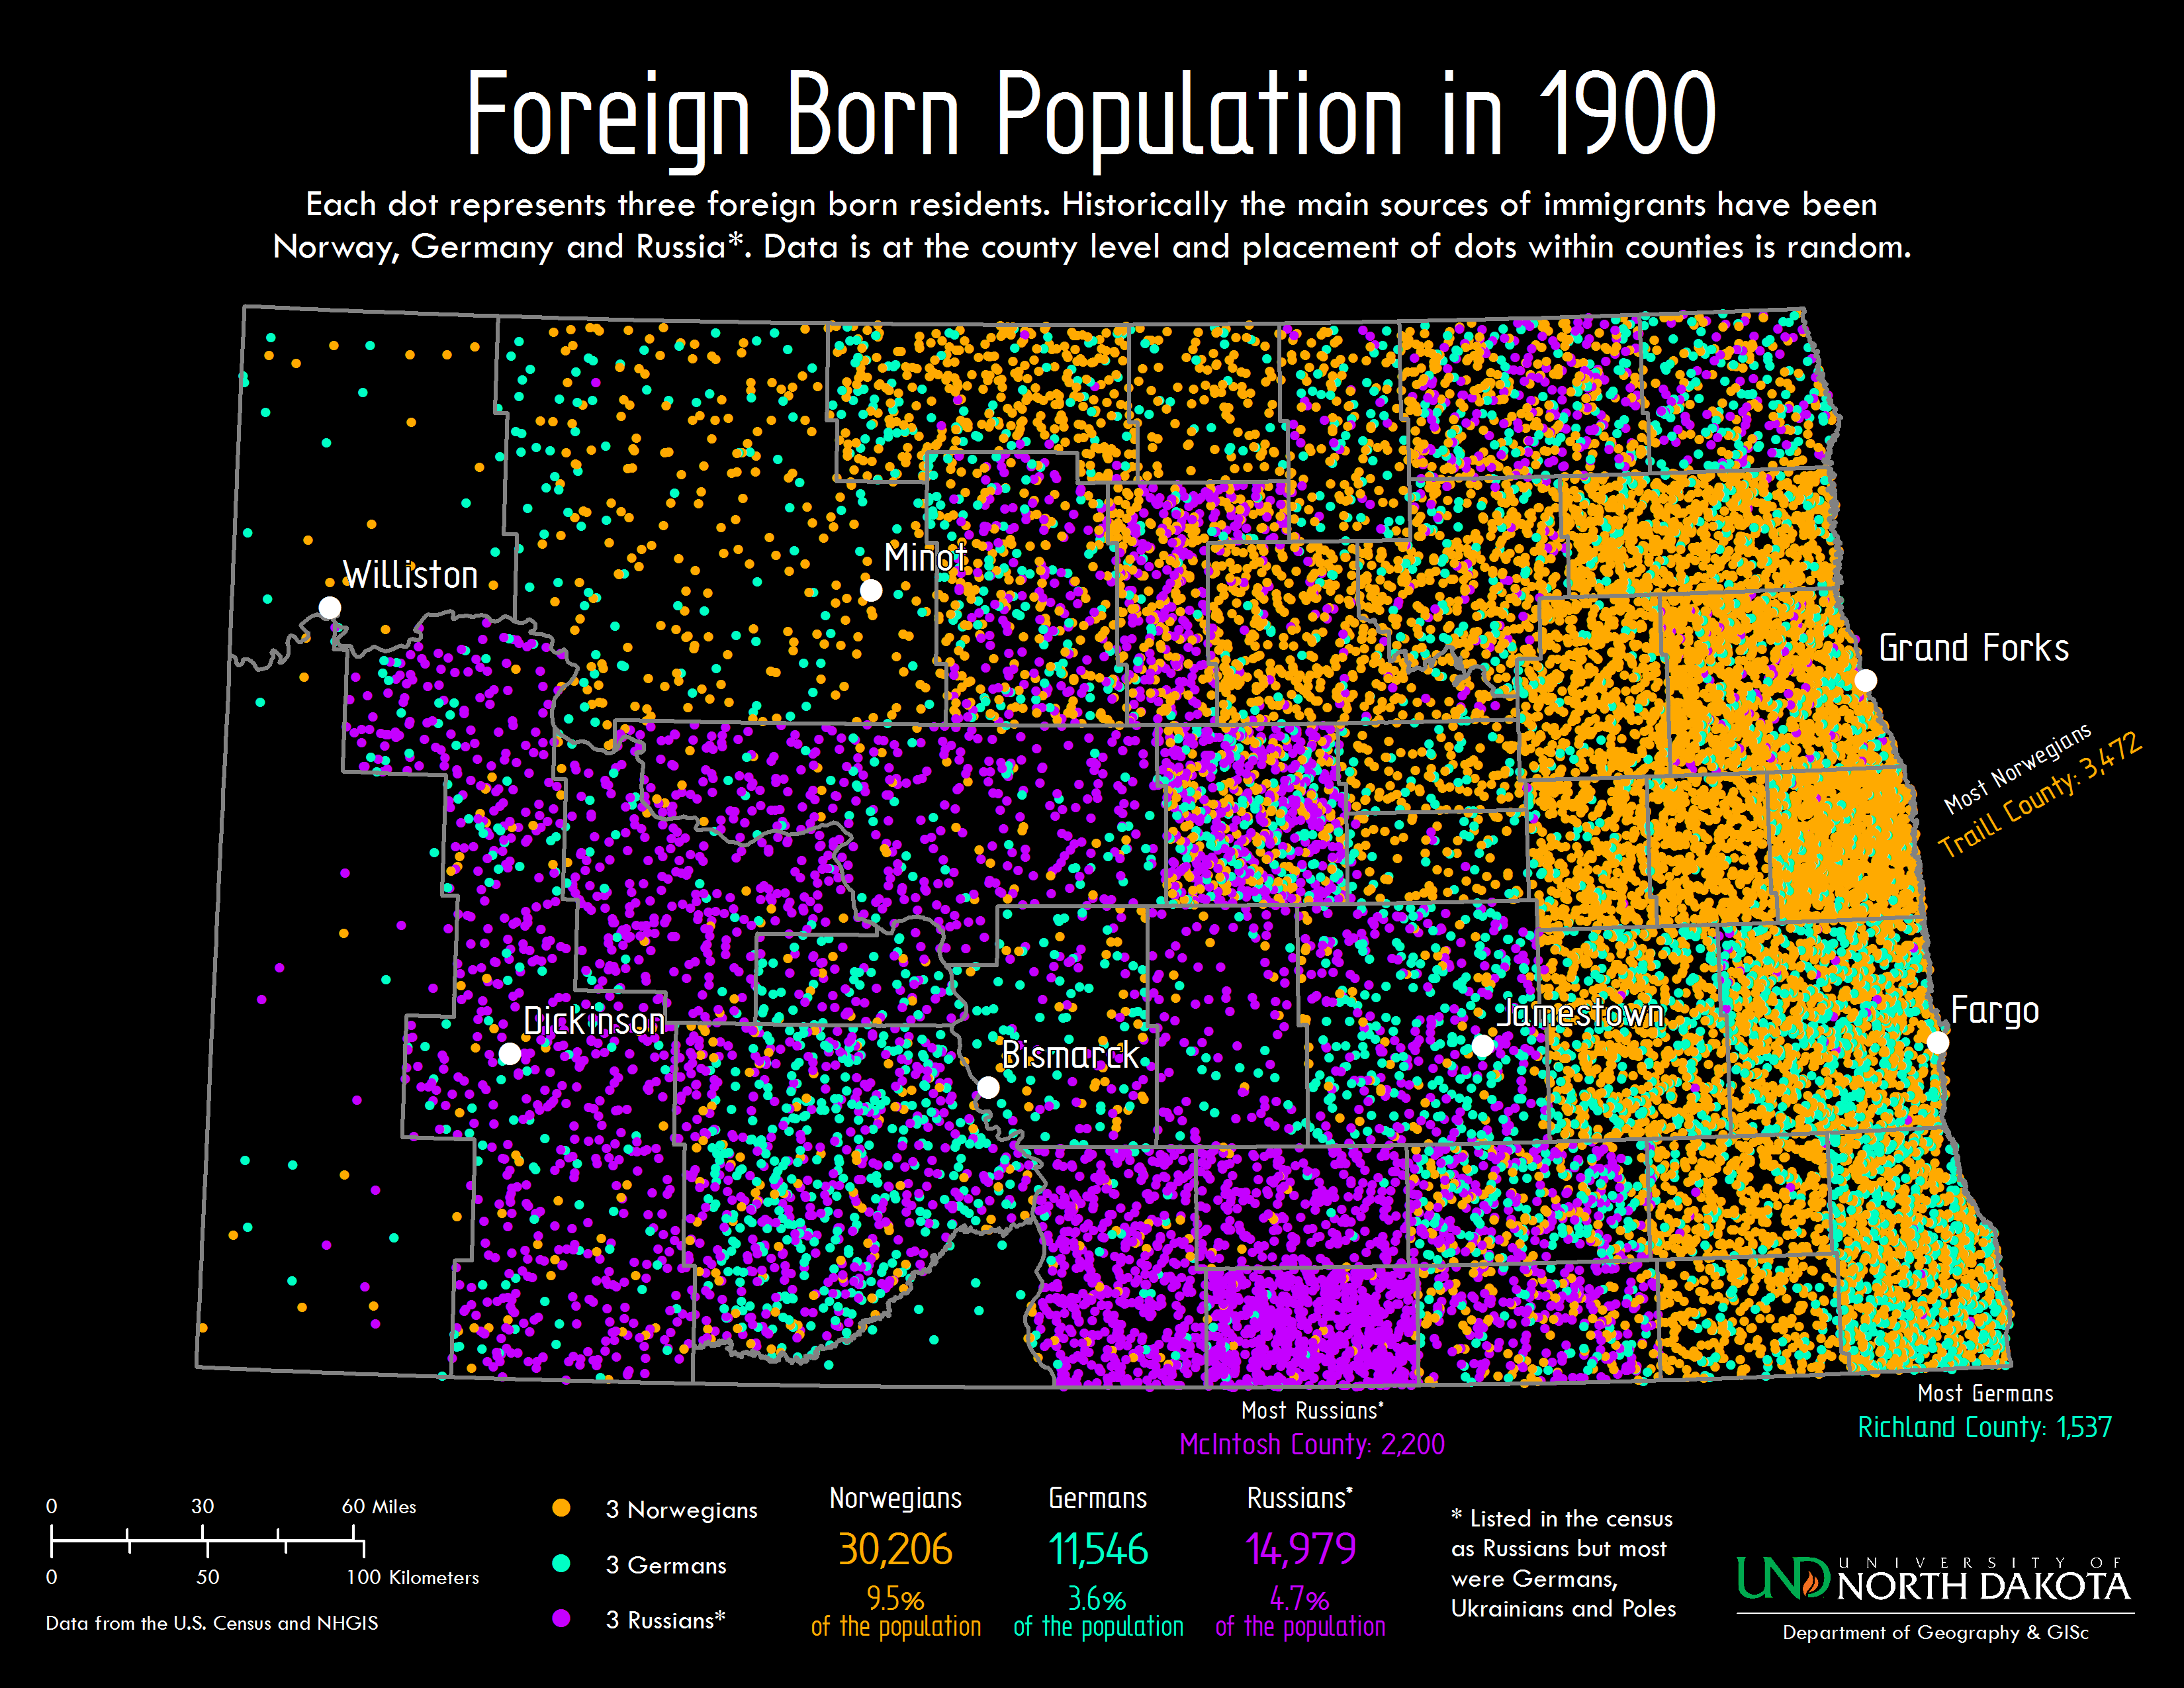 Foreign Born Population in 1900
Each dot represents three foreign born residents. Historically the main sources of immigrants have been
Norway, Germany and Russia*. Data is at the county level and placement of dots within counties is random.
Minot
Williston
Grand Forks
Most Norwegians
Traill County: 3,472
Dickinson
Jamestown
Fargo
Bismarck
Most Russians*
McIntosh County: 2,200
Most Germans
Richland County: 1,537
0 30 60 Miles
0 50 100 Kilometers
Data from the U.S. Census and NHGIS
3 Norwegians
3 Germans
3 Russians*
Norwegians
30,206
9.5%
of the population
Germans
11,546
3.6%
of the population
Russians*
14,979
4.7%
of the population
* Listed in the census
as Russians but most
were Germans,
Ukrainians and Poles
UND UNIVERSITY OF
NORTH DAKOTA
Department of Geography & GISc